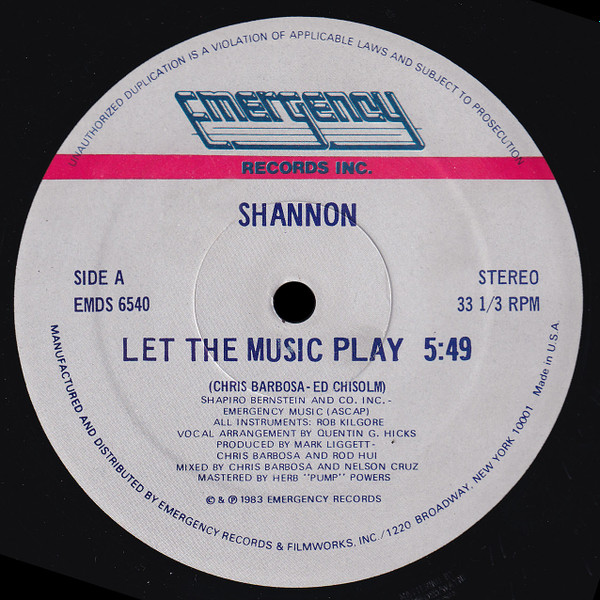 UNAUTHORIZED DUPLICATION IS A VIOLATION OF APPLICABLE LAWS AND SUBJECT TO PROSECUTION
Emergency
RECORDS INC.
SHANNON
SIDE A
EMDS 6540
STEREO
33 1/3 RPM
LET THE MUSIC PLAY 5:49
(CHRIS BARBOSA - ED CHISOLM)
SHAPIRO BERNSTEIN AND CO. INC. -
EMERGENCY MUSIC (ASCAP)
ALL INSTRUMENTS: ROB KILGORE
VOCAL ARRANGEMENT BY QUENTIN G. HICKS
PRODUCED BY MARK LIGGETT -
CHRIS BARBOSA AND ROD HUI
MIXED BY CHRIS BARBOSA AND NELSON CRUZ
MASTERED BY HERB "PUMP" POWERS
© & ℗ 1983 EMERGENCY RECORDS
MANUFACTURED AND DISTRIBUTED BY EMERGENCY RECORDS & FILMWORKS, INC./1220 BROADWAY, NEW YORK 10001 Made in U.S.A.